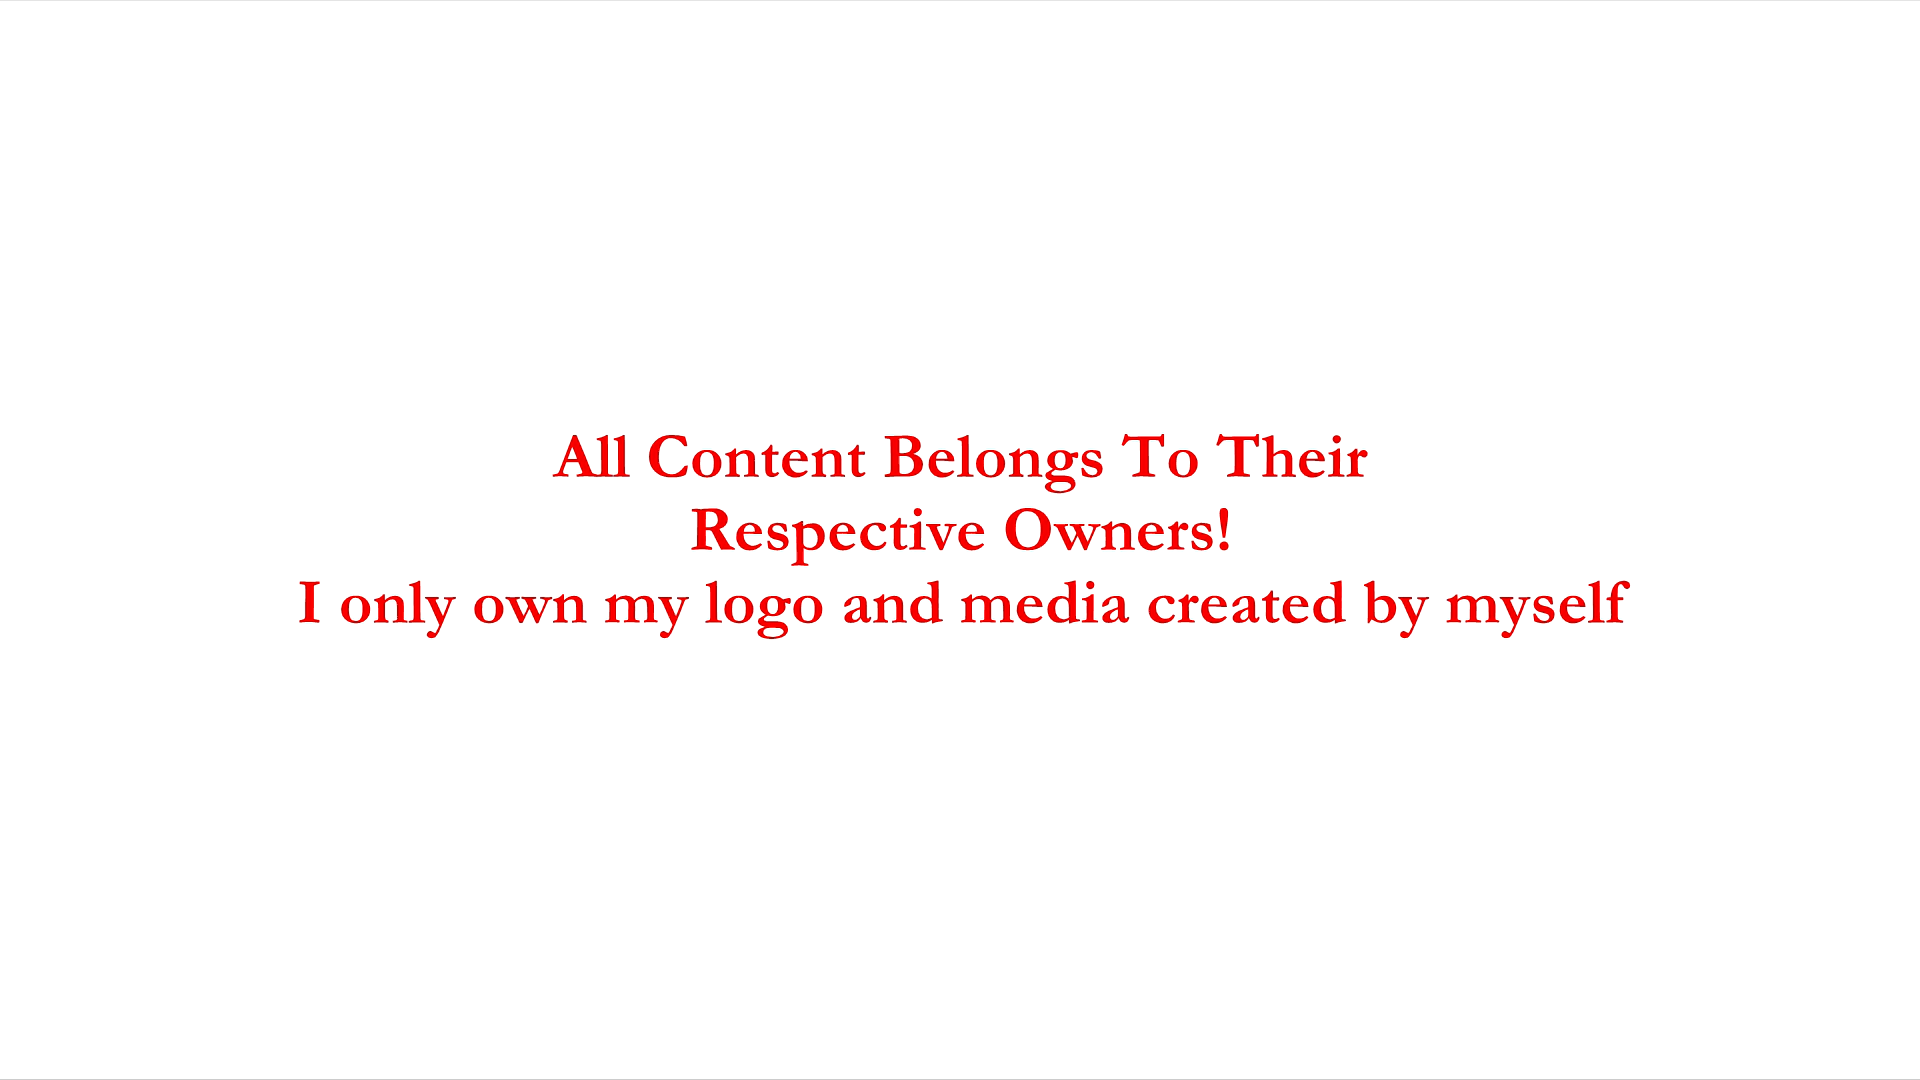 All Content Belongs To Their
Respective Owners!
I only own my logo and media created by myself